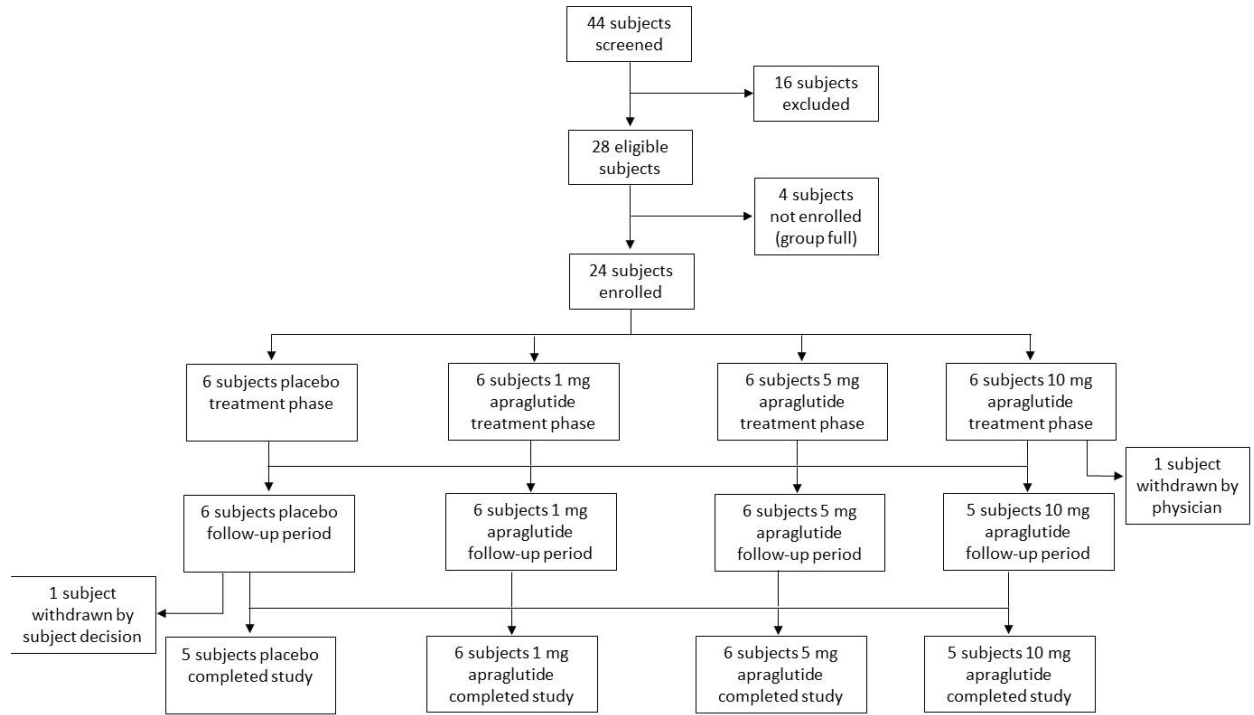 44 subjects
screened
16 subjects
excluded
28 eligible
subjects
4 subjects
not enrolled
(group full)
24 subjects
enrolled
6 subjects placebo
treatment phase
6 subjects 1 mg
apraglutide
treatment phase
6 subjects 5 mg
apraglutide
treatment phase
6 subjects 10 mg
apraglutide
treatment phase
1 subject
withdrawn by
physician
6 subjects placebo
follow-up period
6 subjects 1 mg
apraglutide
follow-up period
6 subjects 5 mg
apraglutide
follow-up period
5 subjects 10 mg
apraglutide
follow-up period
1 subject
withdrawn by
subject decision
5 subjects placebo
completed study
6 subjects 1 mg
apraglutide
completed study
6 subjects 5 mg
apraglutide
completed study
5 subjects 10 mg
apraglutide
completed study